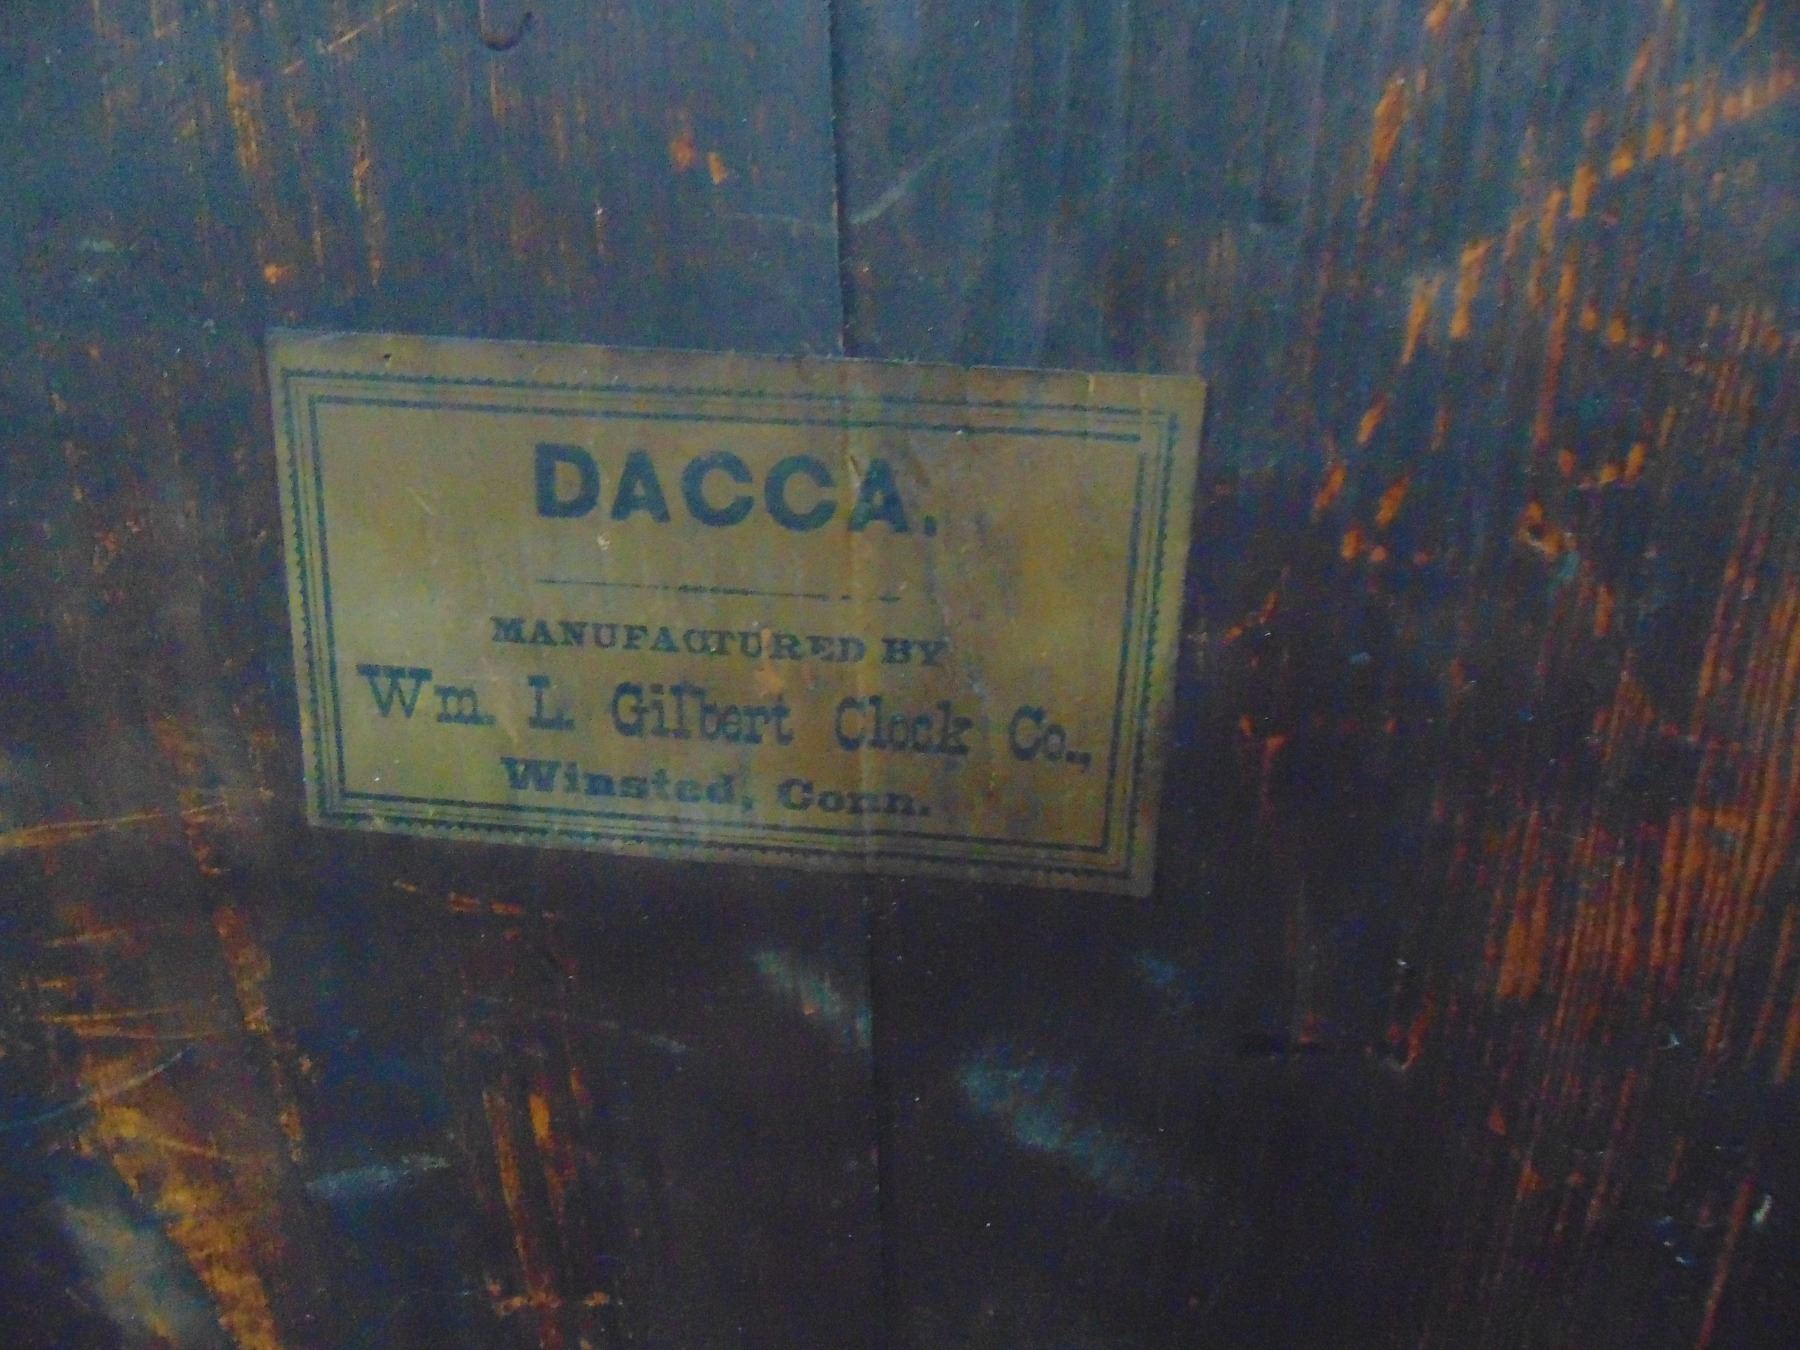 DACCA.
MANUFACTURED BY
Wm. L. Gilbert Clock Co.,
Winsted, Conn.